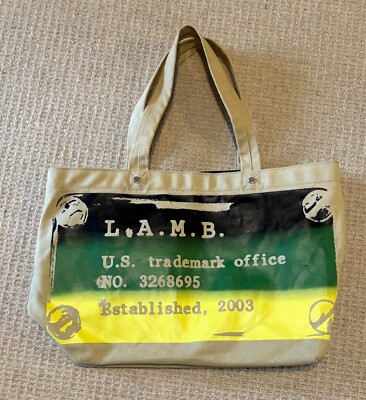 L.A.M.B.
U.S. trademark office
NO. 3268695
Established, 2003